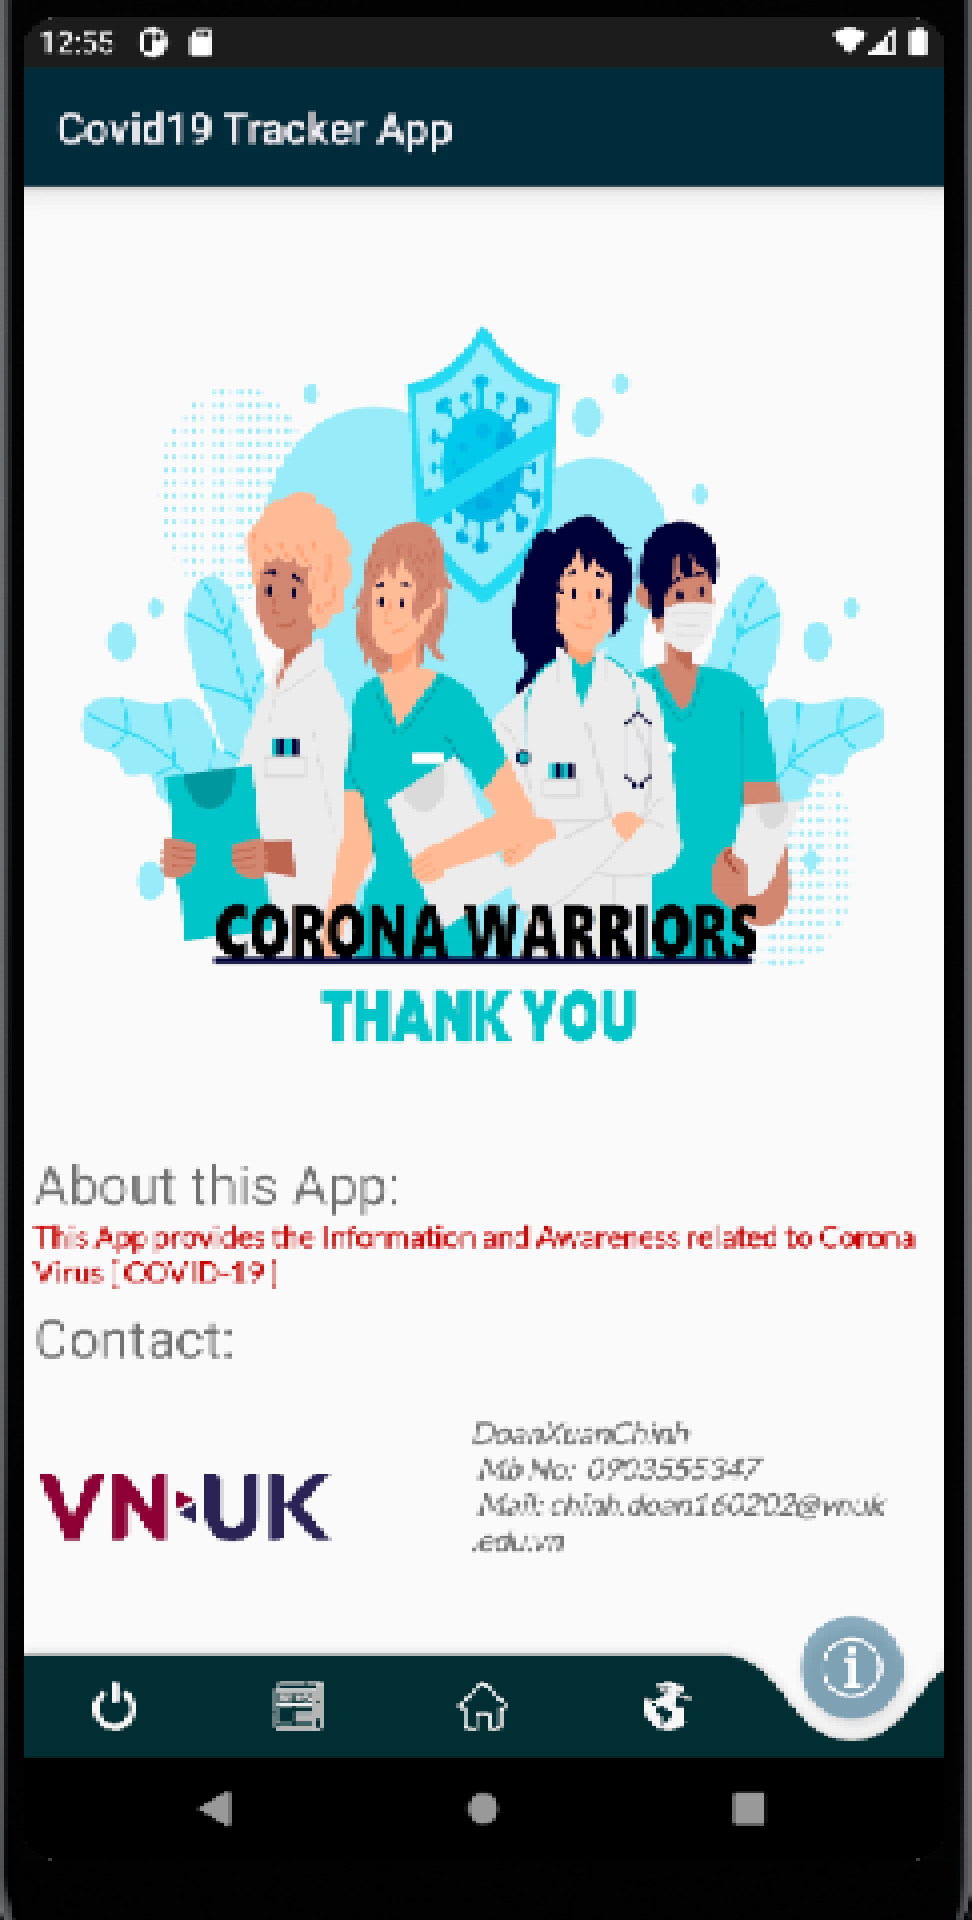 12:55
Covid19 Tracker App
CORONA WARRIORS
THANK YOU
About this App:
This App provides the Information and Awareness related to Corona
Virus [ COVID-19 ]
Contact:
VN UK
DoanXuanChinh
Mb No: 0903555347
Mail: chinh.doan160202@vnuk
.edu.vn